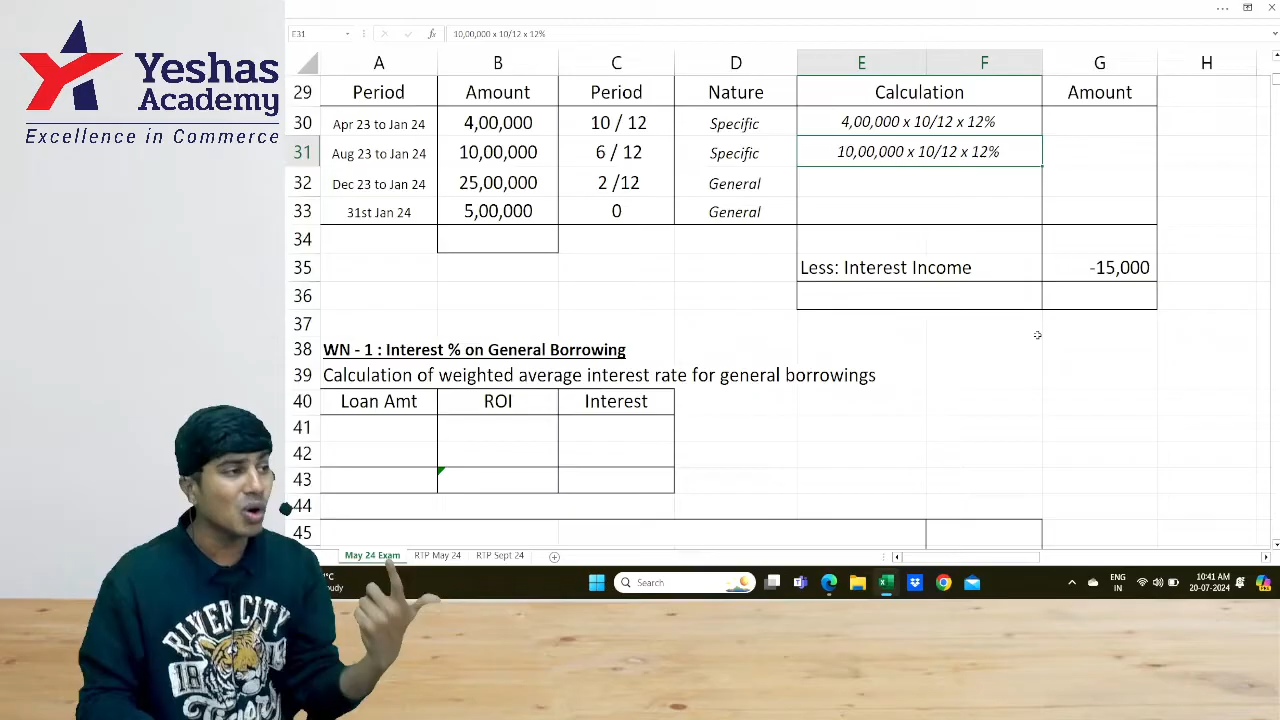 Yeshas
Academy
Excellence in Commerce
E31 fx 10,00,000 x 10/12 x 12%
A B C D E F G H
29 Period Amount Period Nature Calculation Amount
30 Apr 23 to Jan 24 4,00,000 10 / 12 Specific 4,00,000 x 10/12 x 12%
31 Aug 23 to Jan 24 10,00,000 6 / 12 Specific 10,00,000 x 10/12 x 12%
32 Dec 23 to Jan 24 25,00,000 2 /12 General
33 31st Jan 24 5,00,000 0 General
34
35 Less: Interest Income -15,000
36
37
38 WN - 1 : Interest % on General Borrowing
39 Calculation of weighted average interest rate for general borrowings
40 Loan Amt ROI Interest
41
42
43
44
45
May 24 Exam RTP May 24 RTP Sept 24
Search
ENG
IN
10:41 AM
20-07-2024
RIVER CITY
18